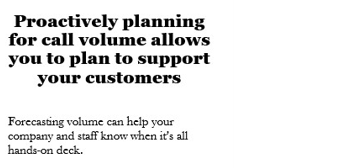 Proactively planning
for call volume allows
you to plan to support
your customers
Forecasting volume can help your
company and staff know when it's all
hands-on deck.